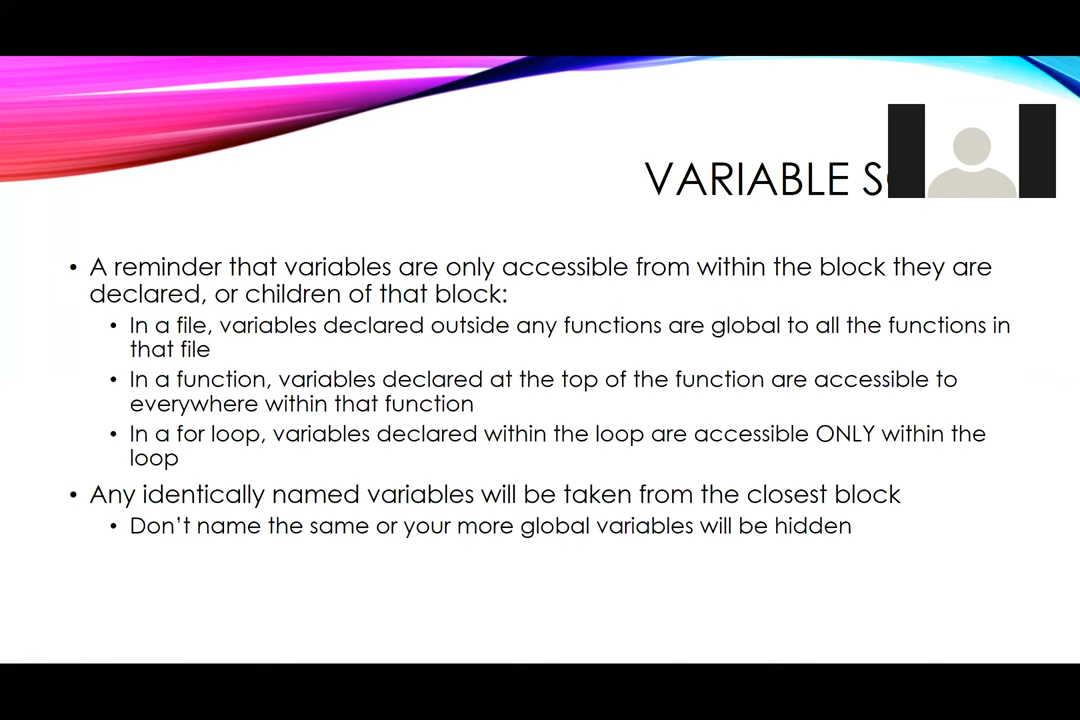 VARIABLE
• A reminder that variables are only accessible from within the block they are
declared, or children of that block:
• In a file, variables declared outside any functions are global to all the functions in
that file
• In a function, variables declared at the top of the function are accessible to
everywhere within that function
• In a for loop, variables declared within the loop are accessible ONLY within the
loop
• Any identically named variables will be taken from the closest block
• Don't name the same or your more global variables will be hidden